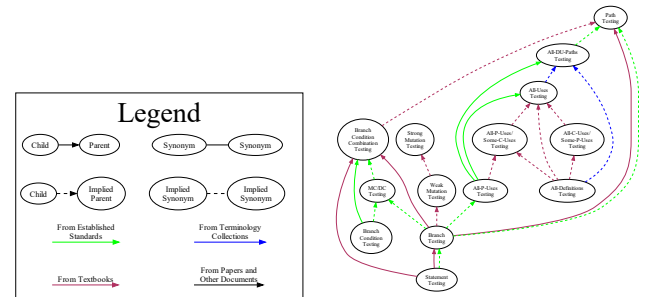 Legend
Child
Parent
Synonym
Synonym
Child
Implied
Parent
Implied
Synonym
Implied
Synonym
From Established
Standards
From Terminology
Collections
From Textbooks
From Papers and
Other Documents
Path
Testing
All-DU-Paths
Testing
All-Uses
Testing
Branch
Condition
Combination
Testing
Strong
Mutation
Testing
All-P-Uses/
Some-C-Uses
Testing
All-C-Uses/
Some-P-Uses
Testing
MC/DC
Testing
Weak
Mutation
Testing
All-P-Uses
Testing
All-Definitions
Testing
Branch
Condition
Testing
Branch
Testing
Statement
Testing